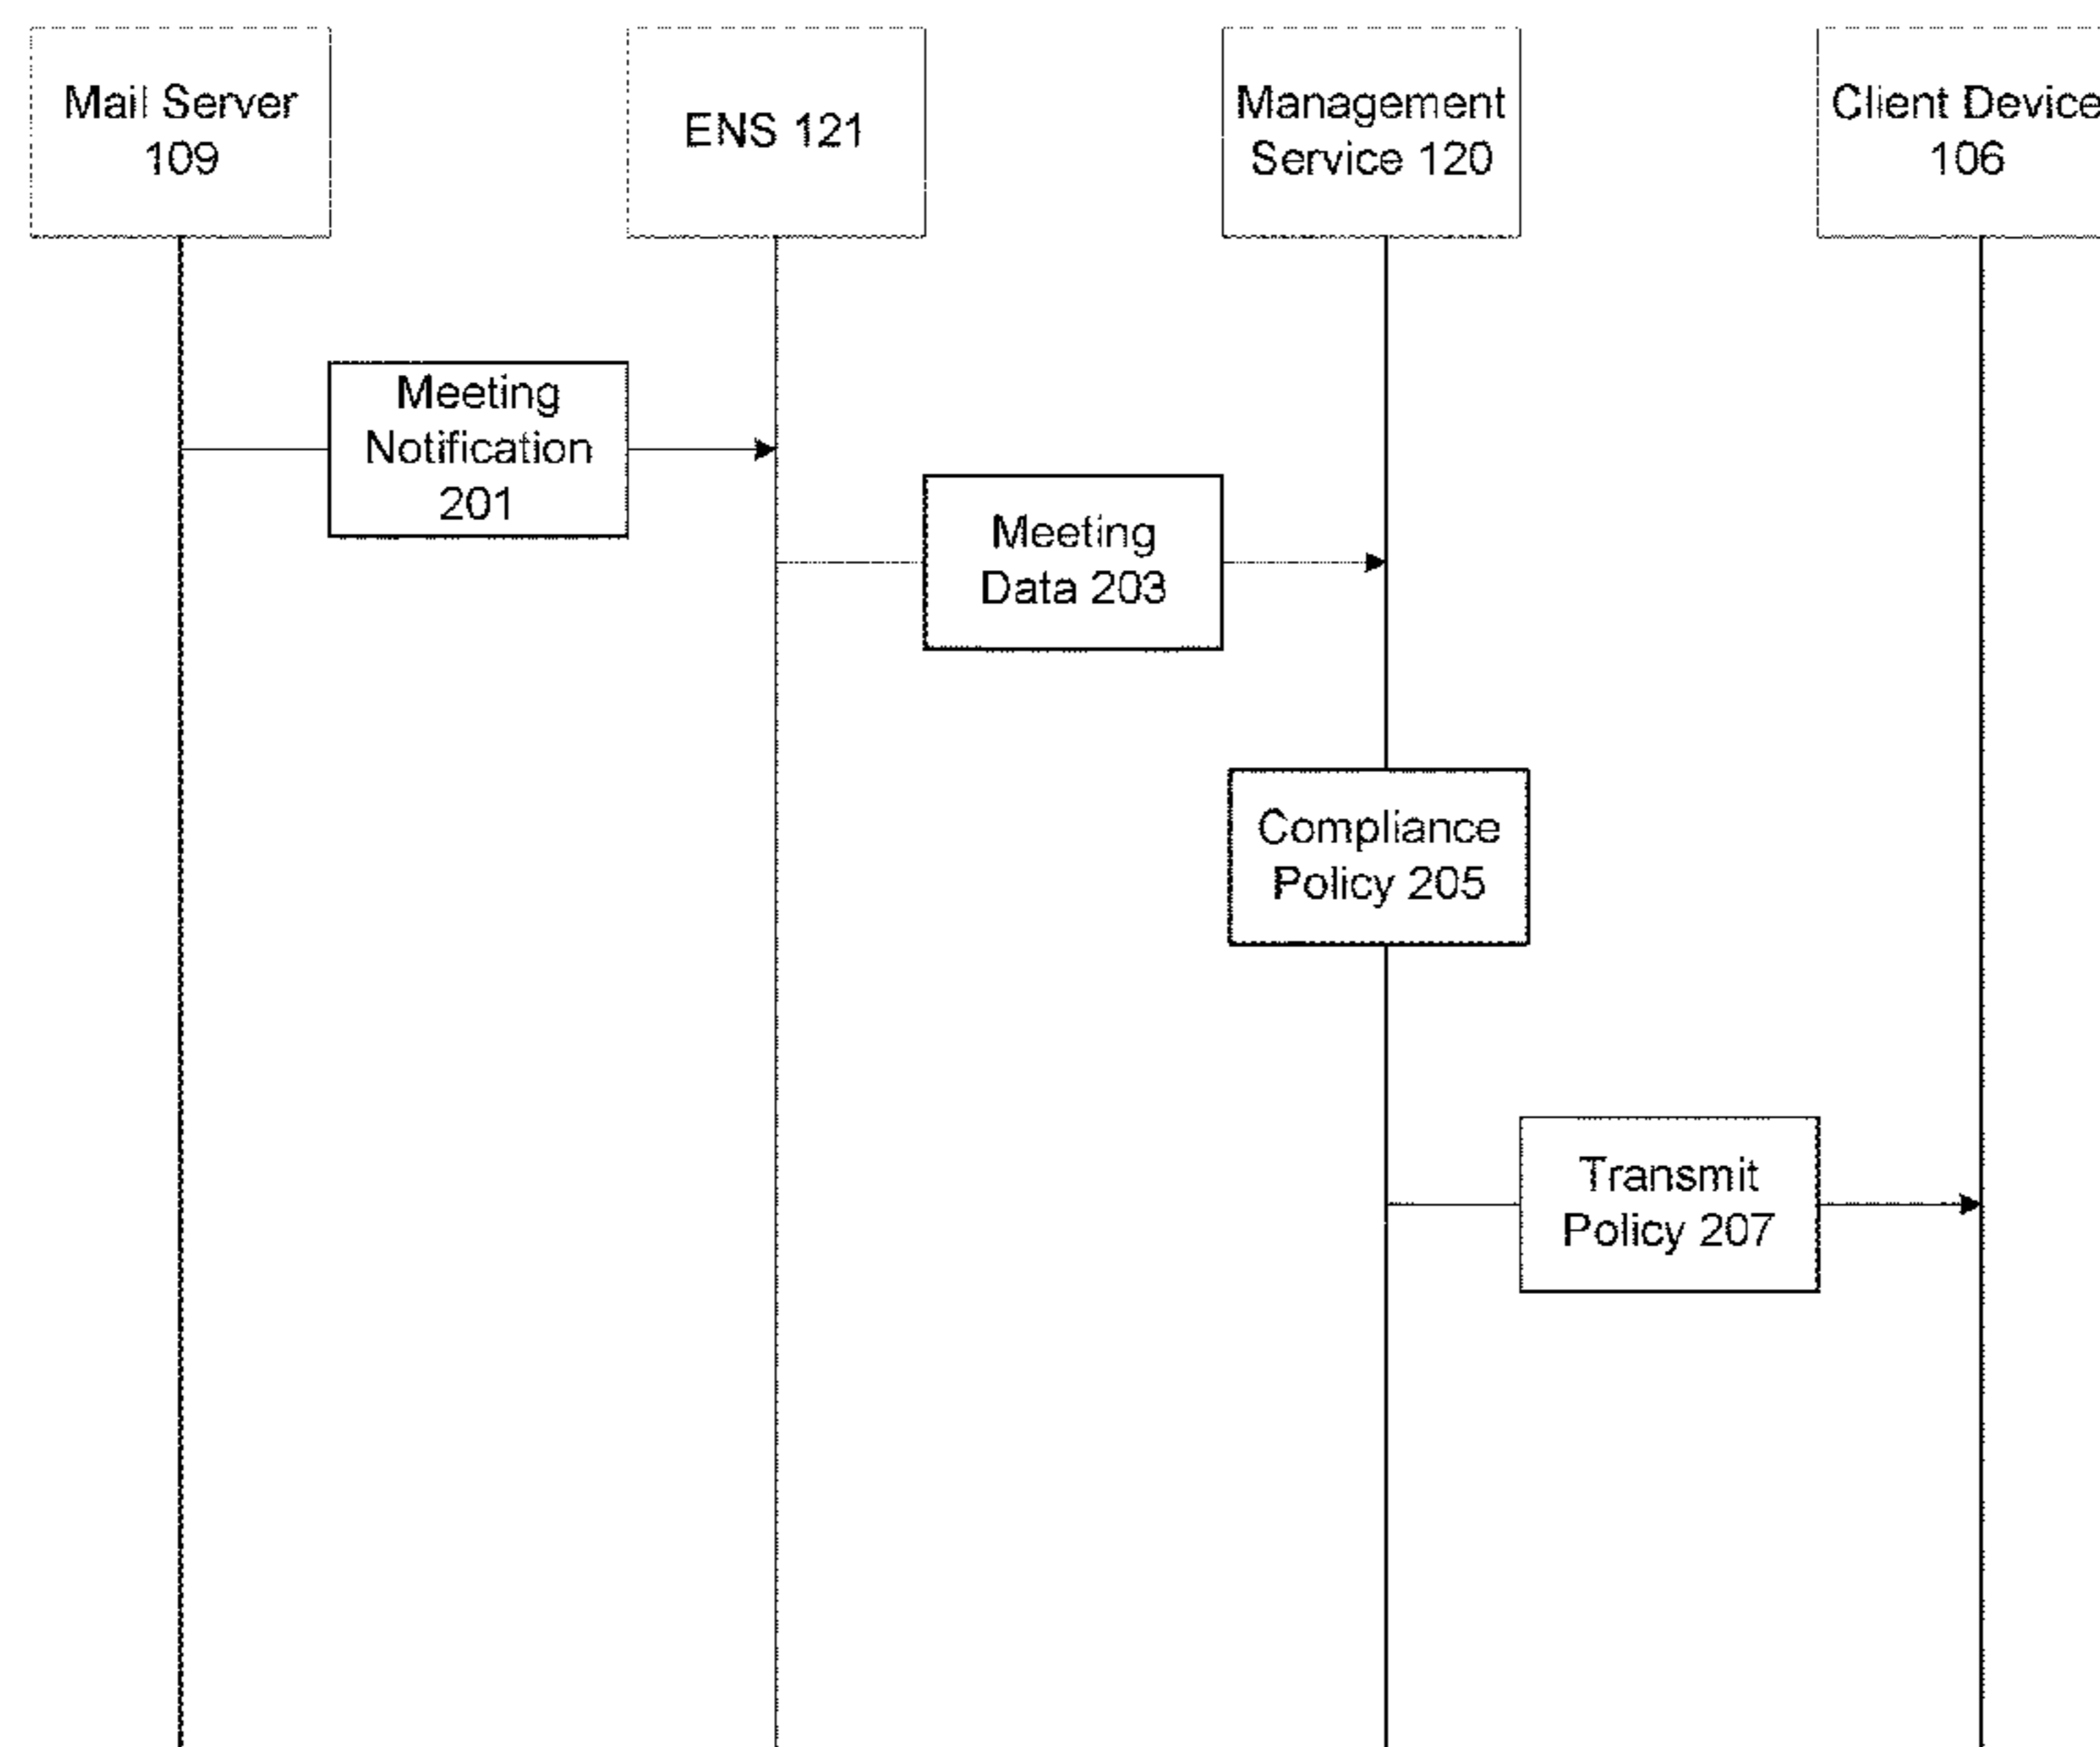 Mail Server
109
ENS 121
Management
Service 120
Client Device
106
Meeting
Notification
201
Meeting
Data 203
Compliance
Policy 205
Transmit
Policy 207